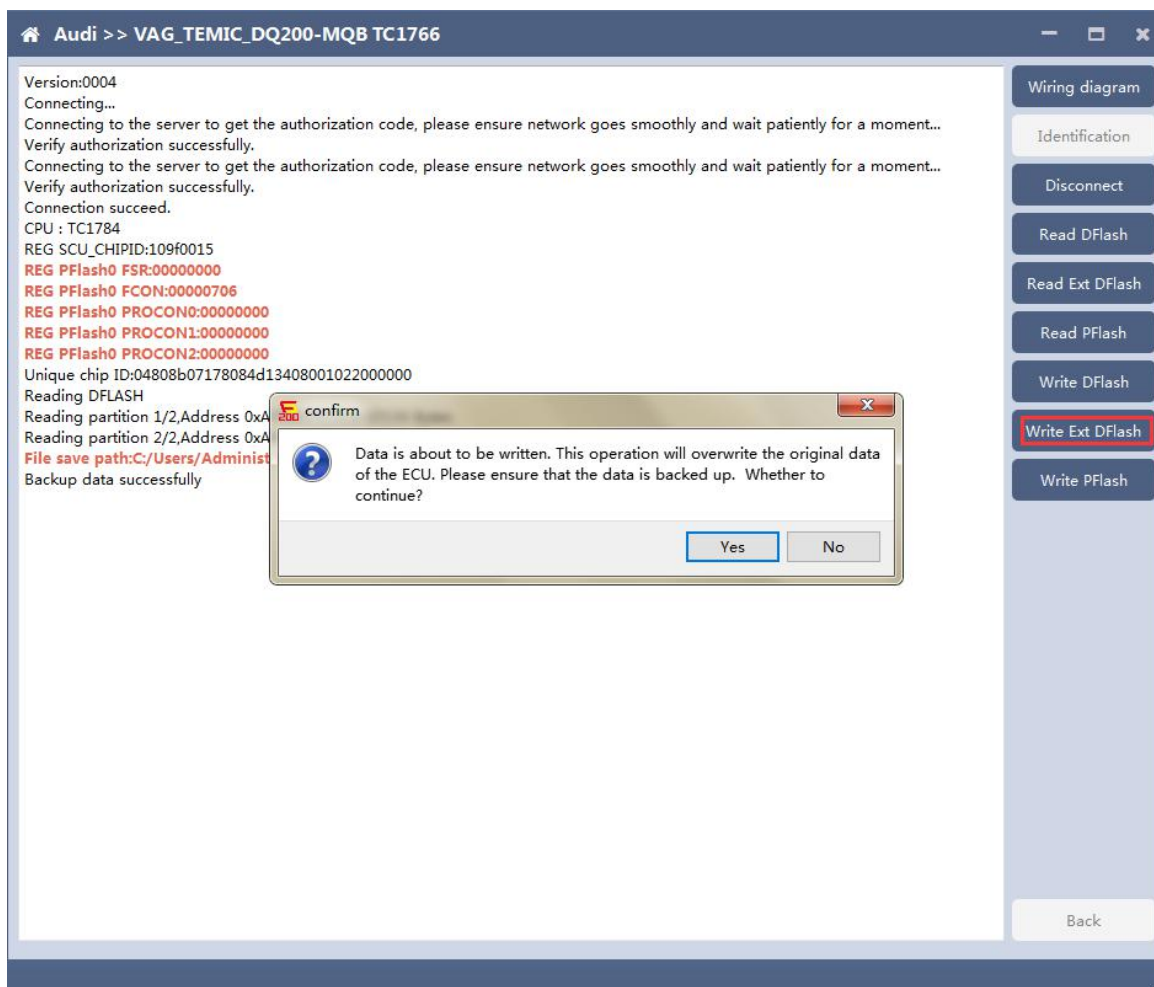 Audi >> VAG_TEMIC_DQ200-MQB TC1766
Version:0004
Connecting...
Connecting to the server to get the authorization code, please ensure network goes smoothly and wait patiently for a moment...
Verify authorization successfully.
Connecting to the server to get the authorization code, please ensure network goes smoothly and wait patiently for a moment...
Verify authorization successfully.
Connection succeed.
CPU : TC1784
REG SCU_CHIPID:109f0015
REG PFlash0 FSR:00000000
REG PFlash0 FCON:00000706
REG PFlash0 PROCON0:00000000
REG PFlash0 PROCON1:00000000
REG PFlash0 PROCON2:00000000
Unique chip ID:04808b07178084d13408001022000000
Reading DFLASH
Reading partition 1/2,Address 0xA
Reading partition 2/2,Address 0xA
File save path:C:/Users/Administ
Backup data successfully
confirm
Data is about to be written. This operation will overwrite the original data
of the ECU. Please ensure that the data is backed up. Whether to
continue?
Yes
No
Wiring diagram
Identification
Disconnect
Read DFlash
Read Ext DFlash
Read PFlash
Write DFlash
Write Ext DFlash
Write PFlash
Back